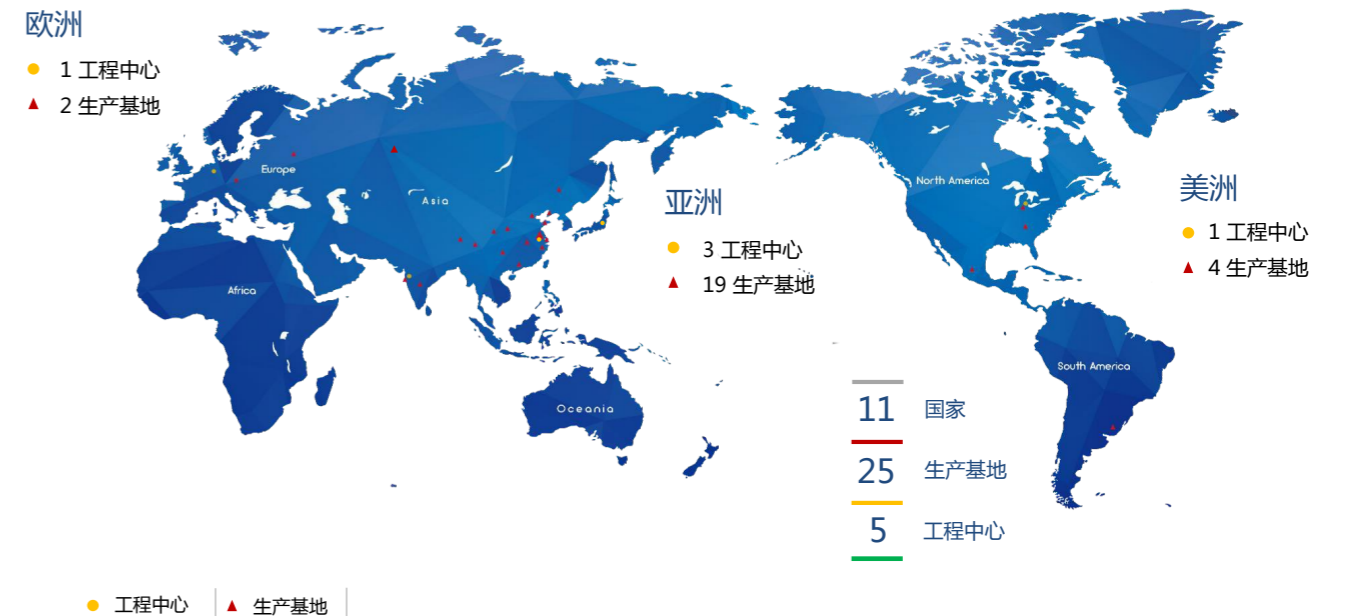 欧洲
1 工程中心
2 生产基地
Europe
Asia
Africa
Oceania
亚洲
3 工程中心
19 生产基地
North America
South America
美洲
1 工程中心
4 生产基地
11 国家
25 生产基地
5 工程中心
工程中心 生产基地